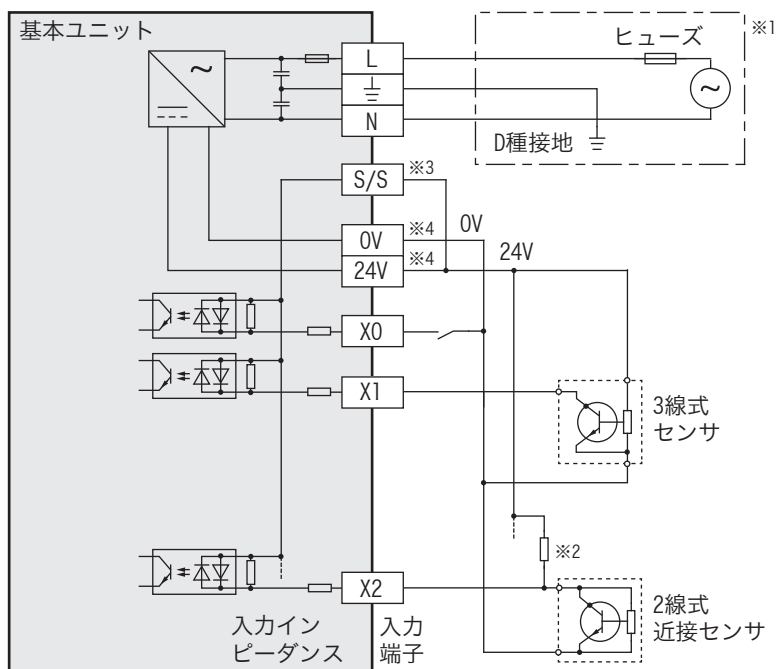 基本ユニット
ヒューズ
※1
L
N
D種接地
S/S
※3
0V
※4
0V
24V
※4
24V
X0
X1
3線式
センサ
※2
X2
2線式
近接センサ
入力イン
ピーダンス
入力
端子